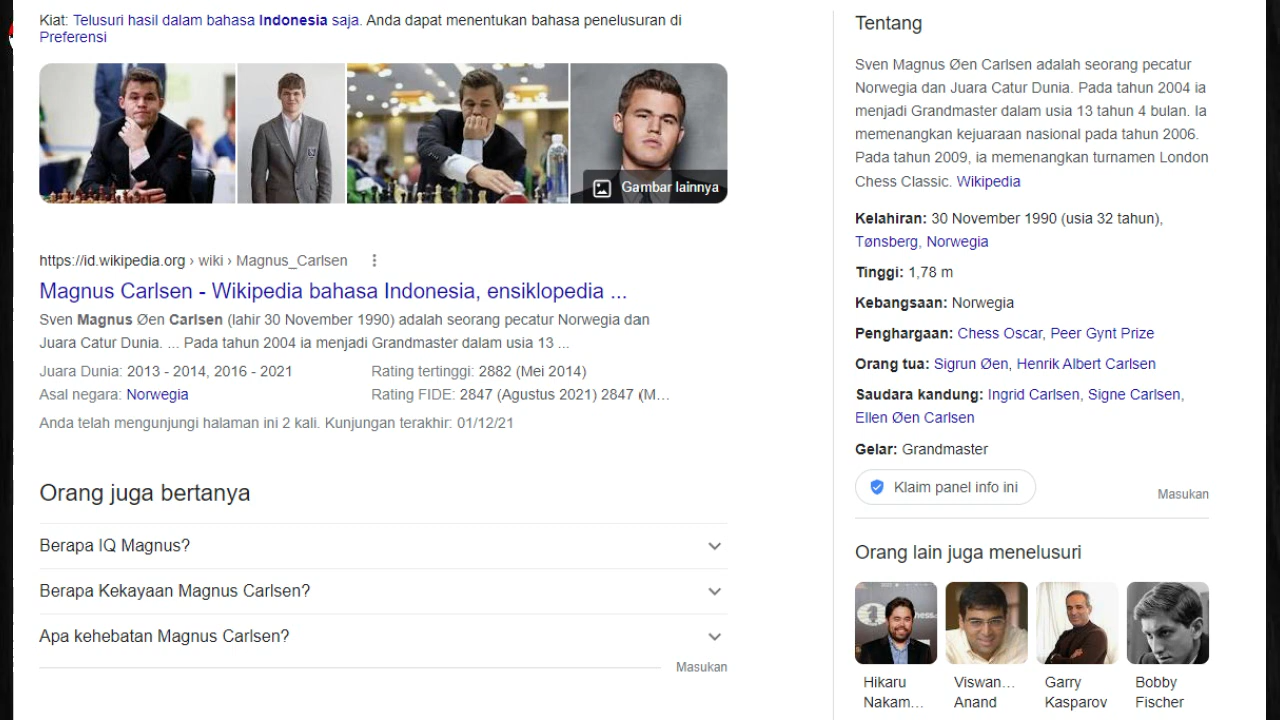 Kiat: Telusuri hasil dalam bahasa Indonesia saja. Anda dapat menentukan bahasa penelusuran di
Preferensi
Gambar lainnya
https://id.wikipedia.org › wiki › Magnus_Carlsen
Magnus Carlsen - Wikipedia bahasa Indonesia, ensiklopedia ...
Sven Magnus Øen Carlsen (lahir 30 November 1990) adalah seorang pecatur Norwegia dan
Juara Catur Dunia. ... Pada tahun 2004 ia menjadi Grandmaster dalam usia 13 ...
Juara Dunia: 2013 - 2014, 2016 - 2021
Rating tertinggi: 2882 (Mei 2014)
Asal negara: Norwegia
Rating FIDE: 2847 (Agustus 2021) 2847 (M...
Anda telah mengunjungi halaman ini 2 kali. Kunjungan terakhir: 01/12/21
Orang juga bertanya
Berapa IQ Magnus?
Berapa Kekayaan Magnus Carlsen?
Apa kehebatan Magnus Carlsen?
Masukan
Tentang
Sven Magnus Øen Carlsen adalah seorang pecatur
Norwegia dan Juara Catur Dunia. Pada tahun 2004 ia
menjadi Grandmaster dalam usia 13 tahun 4 bulan. Ia
memenangkan kejuaraan nasional pada tahun 2006.
Pada tahun 2009, ia memenangkan turnamen London
Chess Classic. Wikipedia
Kelahiran: 30 November 1990 (usia 32 tahun),
Tønsberg, Norwegia
Tinggi: 1,78 m
Kebangsaan: Norwegia
Penghargaan: Chess Oscar, Peer Gynt Prize
Orang tua: Sigrun Øen, Henrik Albert Carlsen
Saudara kandung: Ingrid Carlsen, Signe Carlsen,
Ellen Øen Carlsen
Gelar: Grandmaster
Klaim panel info ini
Masukan
Orang lain juga menelusuri
Hikaru
Nakam...
Viswan...
Anand
Garry
Kasparov
Bobby
Fischer